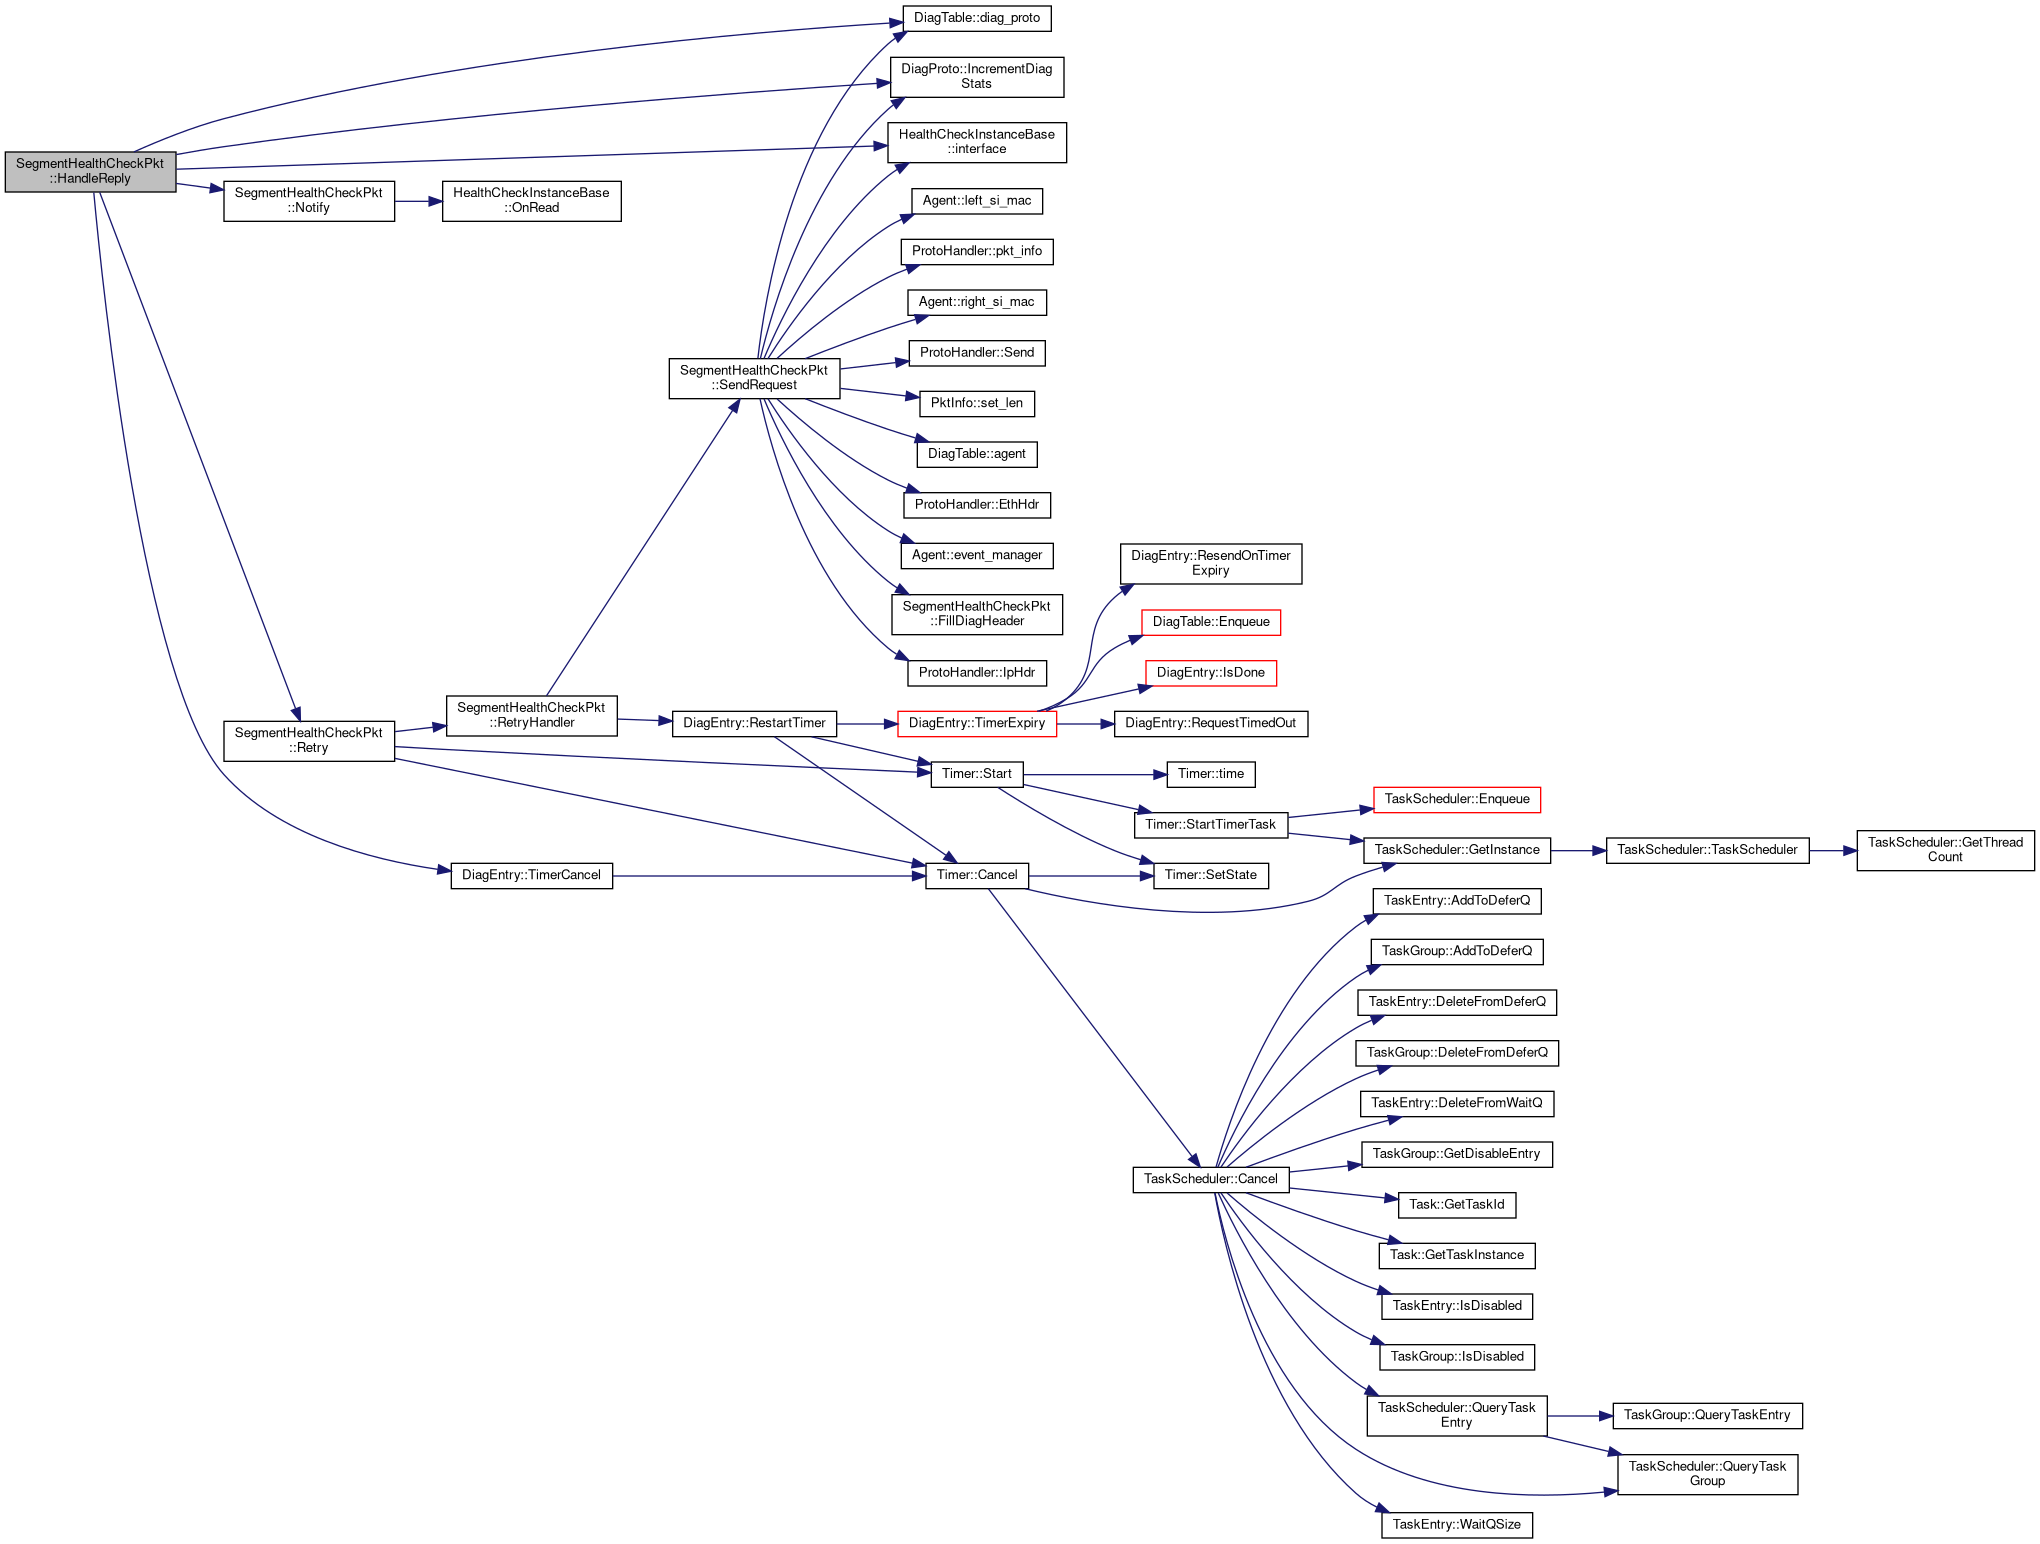 DiagTable::diag_proto
DiagProto::IncrementDiag
Stats
HealthCheckInstanceBase
::interface
SegmentHealthCheckPkt
::HandleReply
SegmentHealthCheckPkt
::Notify
HealthCheckInstanceBase
::OnRead
Agent::left_si_mac
ProtoHandler::pkt_info
Agent::right_si_mac
ProtoHandler::Send
SegmentHealthCheckPkt
::SendRequest
PktInfo::set_len
DiagTable::agent
ProtoHandler::EthHdr
Agent::event_manager
SegmentHealthCheckPkt
::FillDiagHeader
ProtoHandler::IpHdr
DiagEntry::ResendOnTimer
Expiry
DiagTable::Enqueue
DiagEntry::IsDone
SegmentHealthCheckPkt
::Retry
SegmentHealthCheckPkt
::RetryHandler
DiagEntry::RestartTimer
DiagEntry::TimerExpiry
DiagEntry::RequestTimedOut
Timer::Start
Timer::time
Timer::StartTimerTask
TaskScheduler::Enqueue
TaskScheduler::GetInstance
TaskScheduler::TaskScheduler
TaskScheduler::GetThread
Count
DiagEntry::TimerCancel
Timer::Cancel
Timer::SetState
TaskEntry::AddToDeferQ
TaskGroup::AddToDeferQ
TaskEntry::DeleteFromDeferQ
TaskGroup::DeleteFromDeferQ
TaskEntry::DeleteFromWaitQ
TaskGroup::GetDisableEntry
TaskScheduler::Cancel
Task::GetTaskId
Task::GetTaskInstance
TaskEntry::IsDisabled
TaskGroup::IsDisabled
TaskScheduler::QueryTask
Entry
TaskGroup::QueryTaskEntry
TaskScheduler::QueryTask
Group
TaskEntry::WaitQSize